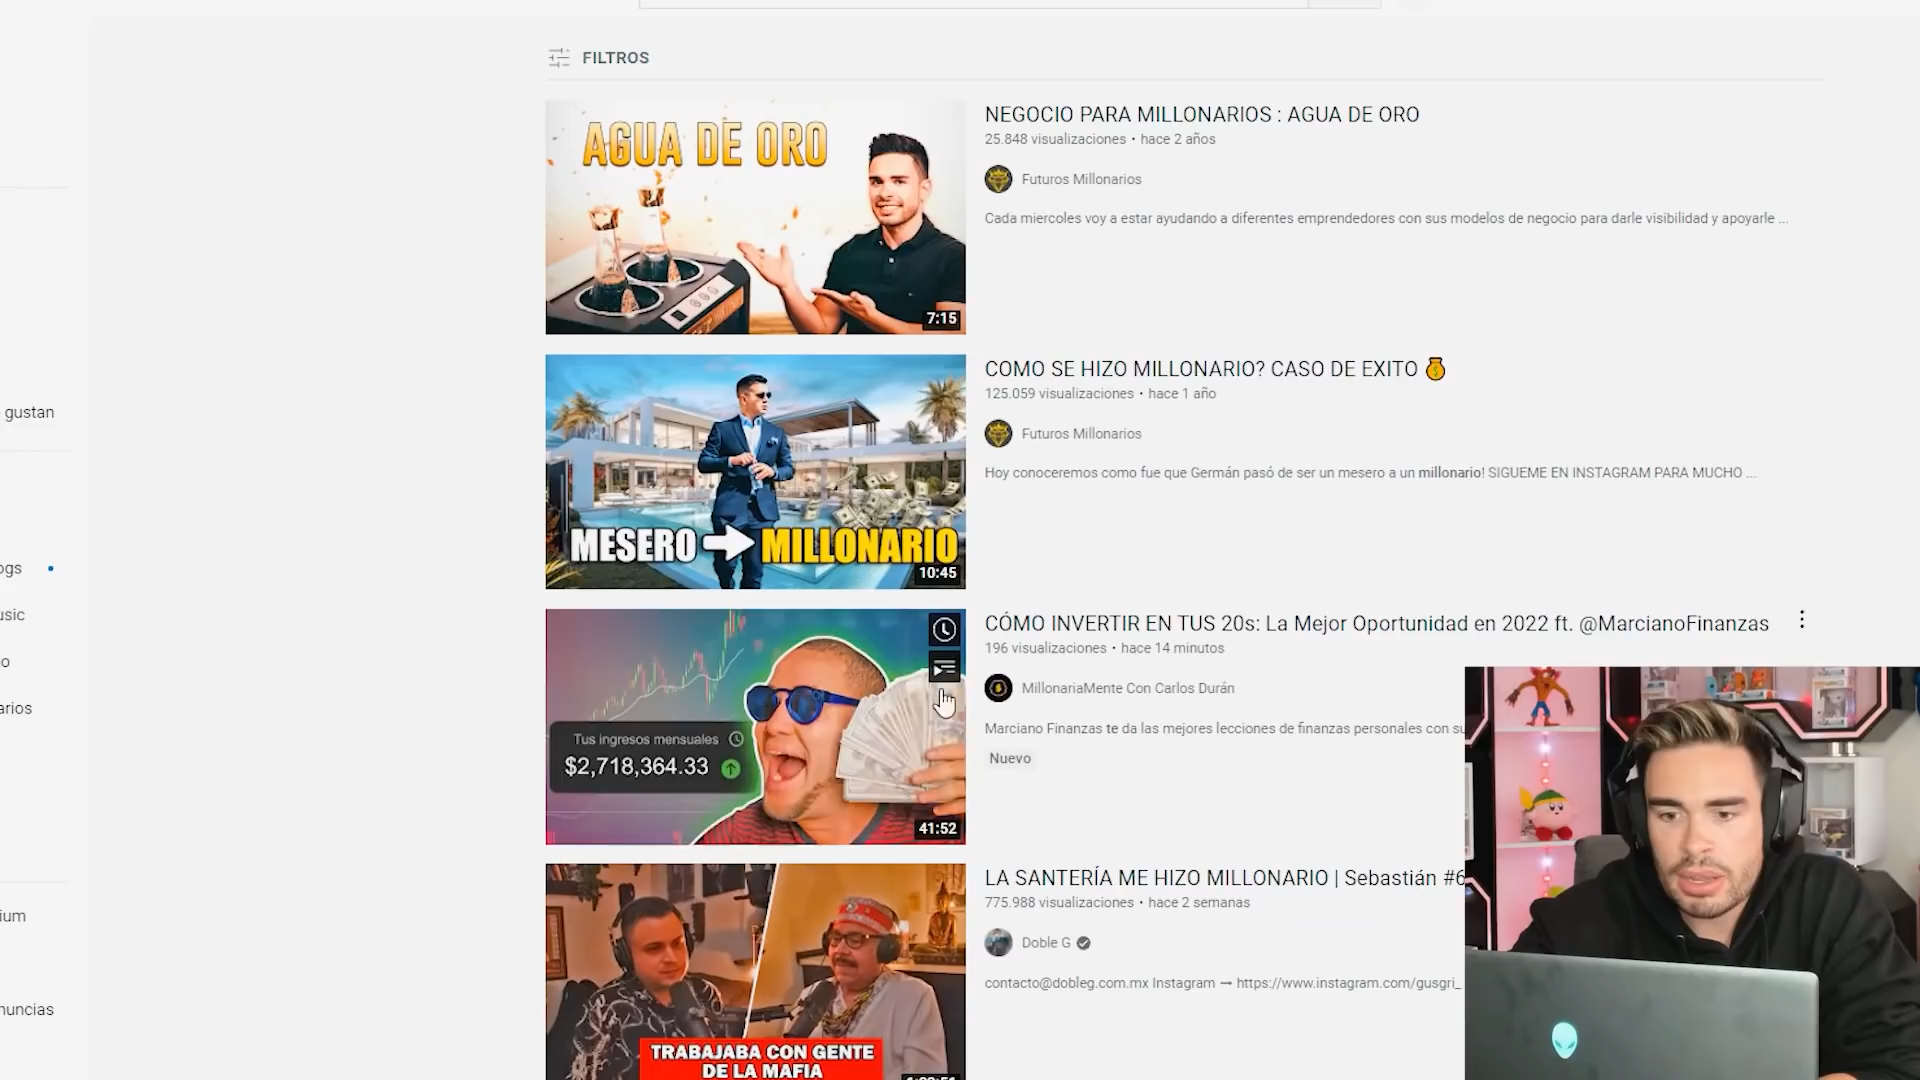 FILTROS
AGUA DE ORO
7:15
NEGOCIO PARA MILLONARIOS : AGUA DE ORO
25.848 visualizaciones • hace 2 años
Futuros Millonarios
Cada miercoles voy a estar ayudando a diferentes emprendedores con sus modelos de negocio para darle visibilidad y apoyarle ...
MESERO MILLONARIO
10:45
COMO SE HIZO MILLONARIO? CASO DE EXITO
125.059 visualizaciones • hace 1 año
Futuros Millonarios
Hoy conoceremos como fue que Germán pasó de ser un mesero a un millonario! SIGUEME EN INSTAGRAM PARA MUCHO ...
Tus ingresos mensuales
$2,718,364.33
41:52
CÓMO INVERTIR EN TUS 20s: La Mejor Oportunidad en 2022 ft. @MarcianoFinanzas
196 visualizaciones • hace 14 minutos
MillonariaMente Con Carlos Durán
Marciano Finanzas te da las mejores lecciones de finanzas personales con su
Nuevo
TRABAJABA CON GENTE
DE LA MAFIA
LA SANTERÍA ME HIZO MILLONARIO | Sebastián #6
775.988 visualizaciones • hace 2 semanas
Doble G
contacto@dobleg.com.mx Instagram → https://www.instagram.com/gusgri_
gustan
ogs
usic
o
arios
ium
nuncias